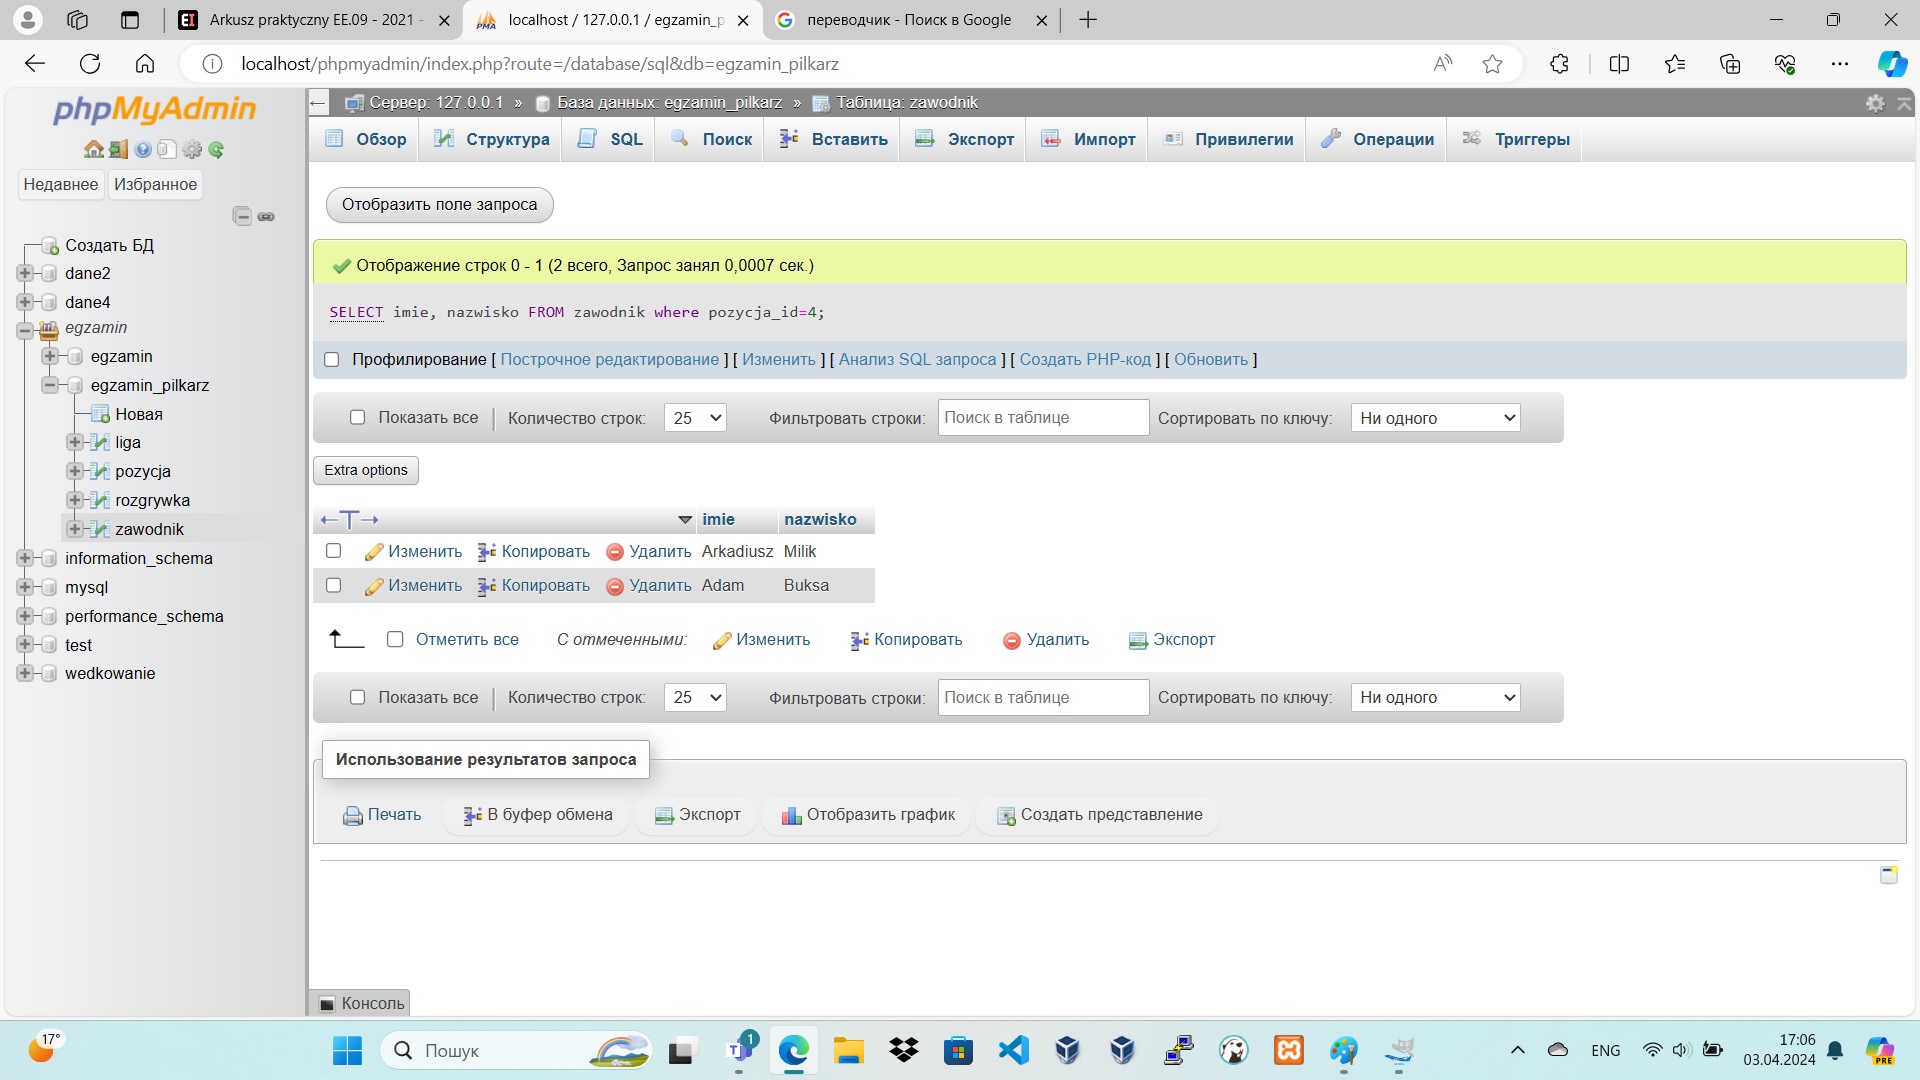 Arkusz praktyczny EE.09 - 2021 -
localhost / 127.0.0.1 / egzamin_p
переводчик - Поиск в Google
localhost/phpmyadmin/index.php?route=/database/sql&db=egzamin_pilkarz
phpMyAdmin
Недавнее Избранное
Создать БД
dane2
dane4
egzamin
egzamin
egzamin_pilkarz
Новая
liga
pozycja
rozgrywka
zawodnik
information_schema
mysql
performance_schema
test
wedkowanie
Сервер: 127.0.0.1 » База данных: egzamin_pilkarz » Таблица: zawodnik
Обзор Структура SQL Поиск Вставить Экспорт Импорт Привилегии Операции Триггеры
Отобразить поле запроса
Отображение строк 0 - 1 (2 всего, Запрос занял 0,0007 сек.)
SELECT imie, nazwisko FROM zawodnik where pozycja_id=4;
Профилирование [ Построчное редактирование ] [ Изменить ] [ Анализ SQL запроса ] [ Создать PHP-код ] [ Обновить ]
Показать все Количество строк: 25 Фильтровать строки: Поиск в таблице Сортировать по ключу: Ни одного
Extra options
imie nazwisko
Изменить Копировать Удалить Arkadiusz Milik
Изменить Копировать Удалить Adam Buksa
Отметить все С отмеченными: Изменить Копировать Удалить Экспорт
Показать все Количество строк: 25 Фильтровать строки: Поиск в таблице Сортировать по ключу: Ни одного
Использование результатов запроса
Печать В буфер обмена Экспорт Отобразить график Создать представление
Консоль
17°
Пошук
1
ENG
17:06
03.04.2024
PRE